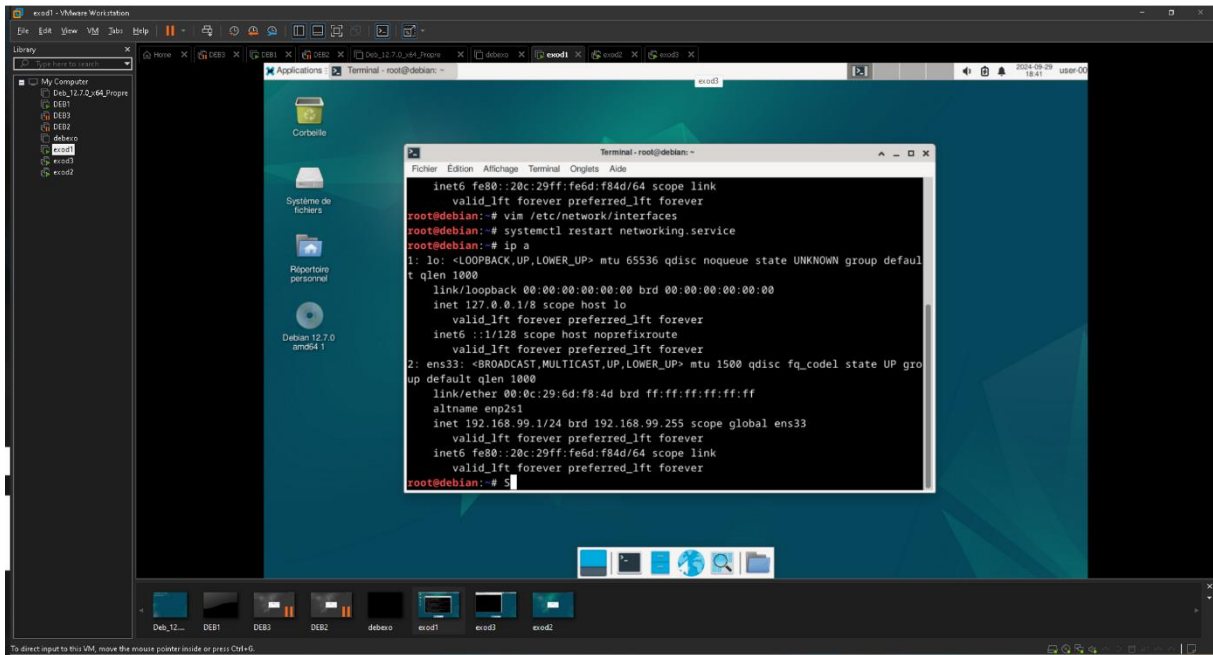 exod1 - VMware Workstation
File Edit View VM Tabs Help
Library
Type here to search
My Computer
Deb_12.7.0_x64_Propre
DEB1
DEB3
DEB2
debexo
exod1
exod3
exod2
Home DEB3 DEB1 DEB2 Deb_12.7.0_x64_Propre debexo exod1 exod2 exod3
Applications Terminal - root@debian: ~
2024-09-29
18:41
user-00
exod3
Corbeille
Système de
fichiers
Répertoire
personnel
Debian 12.7.0
amd64 1
Terminal - root@debian: ~
Fichier Édition Affichage Terminal Onglets Aide
inet6 fe80::20c:29ff:fe6d:f84d/64 scope link
valid_lft forever preferred_lft forever
root@debian:~# vim /etc/network/interfaces
root@debian:~# systemctl restart networking.service
root@debian:~# ip a
1: lo: <LOOPBACK,UP,LOWER_UP> mtu 65536 qdisc noqueue state UNKNOWN group defaul
t qlen 1000
link/loopback 00:00:00:00:00:00 brd 00:00:00:00:00:00
inet 127.0.0.1/8 scope host lo
valid_lft forever preferred_lft forever
inet6 ::1/128 scope host noprefixroute
valid_lft forever preferred_lft forever
2: ens33: <BROADCAST,MULTICAST,UP,LOWER_UP> mtu 1500 qdisc fq_codel state UP gro
up default qlen 1000
link/ether 00:0c:29:6d:f8:4d brd ff:ff:ff:ff:ff:ff
altname enp2s1
inet 192.168.99.1/24 brd 192.168.99.255 scope global ens33
valid_lft forever preferred_lft forever
inet6 fe80::20c:29ff:fe6d:f84d/64 scope link
valid_lft forever preferred_lft forever
root@debian:~# S
Deb_12.... DEB1 DEB3 DEB2 debexo exod1 exod3 exod2
To direct input to this VM, move the mouse pointer inside or press Ctrl+G.